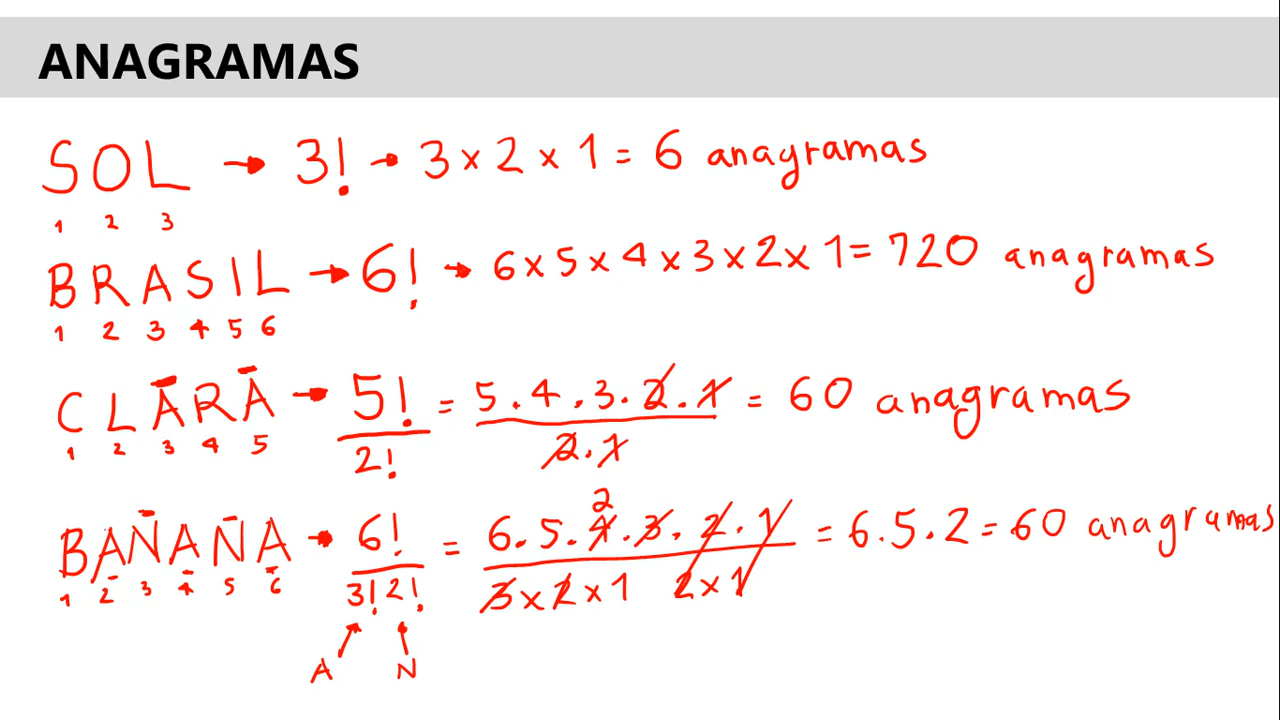 ANAGRAMAS
SOL → 3! → 3 × 2 × 1 = 6 anagramas
1 2 3
BRASIL → 6! → 6 × 5 × 4 × 3 × 2 × 1 = 720 anagramas
1 2 3 4 5 6
CLARA → 5! = 5 . 4 . 3 . 2 . 1 = 60 anagramas
1 2 3 4 5 2! 2 . 1
2
BANANA → 6! = 6 . 5 . 4 . 3 . 2 . 1 = 6 . 5 . 2 = 60 anagramas
1 2 3 4 5 6 3! 2! 3 × 2 × 1 2 × 1
A N